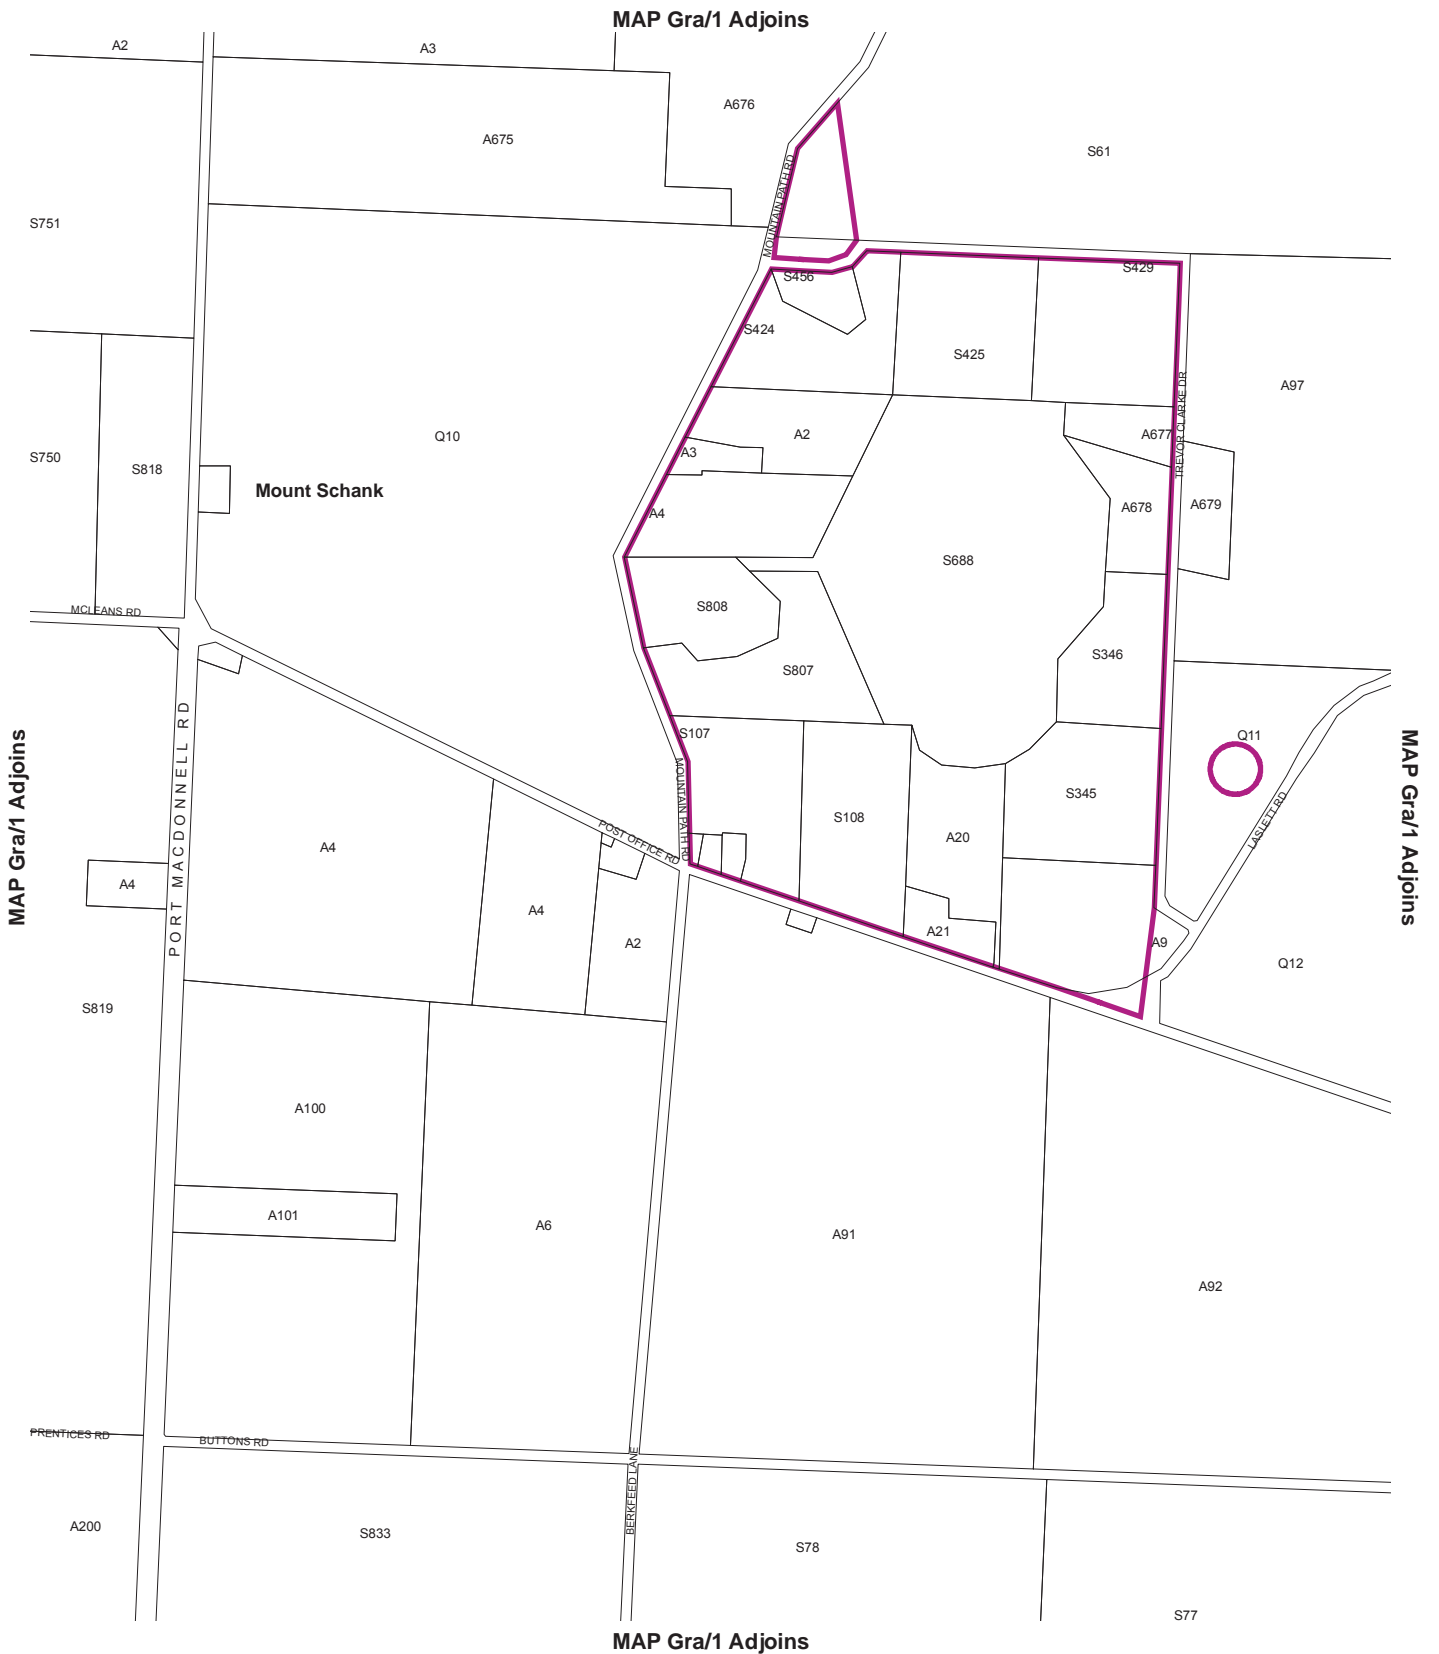 MAP Gra/1 Adjoins
A2
A3
A676
A675
S61
MOUNTAIN PATH RD
S751
S456
S429
S424
S425
TREVOR CLARKE DR
A97
Q10
A2
A677
S750
S818
A3
Mount Schank
A4
A678
A679
S688
MCLEANS RD
S808
S346
S807
PORT MACDONNELL RD
S107
Q11
MAP Gra/1 Adjoins
MAP Gra/1 Adjoins
MOUNTAIN PATH RD
S345
LASLETT RD
S108
POST OFFICE RD
A20
A4
A4
A4
A2
A21
A9
Q12
S819
A100
A101
A6
A91
A92
PRENTICES RD
BUTTONS RD
BERKFEED LANE
A200
S833
S78
S77
MAP Gra/1 Adjoins